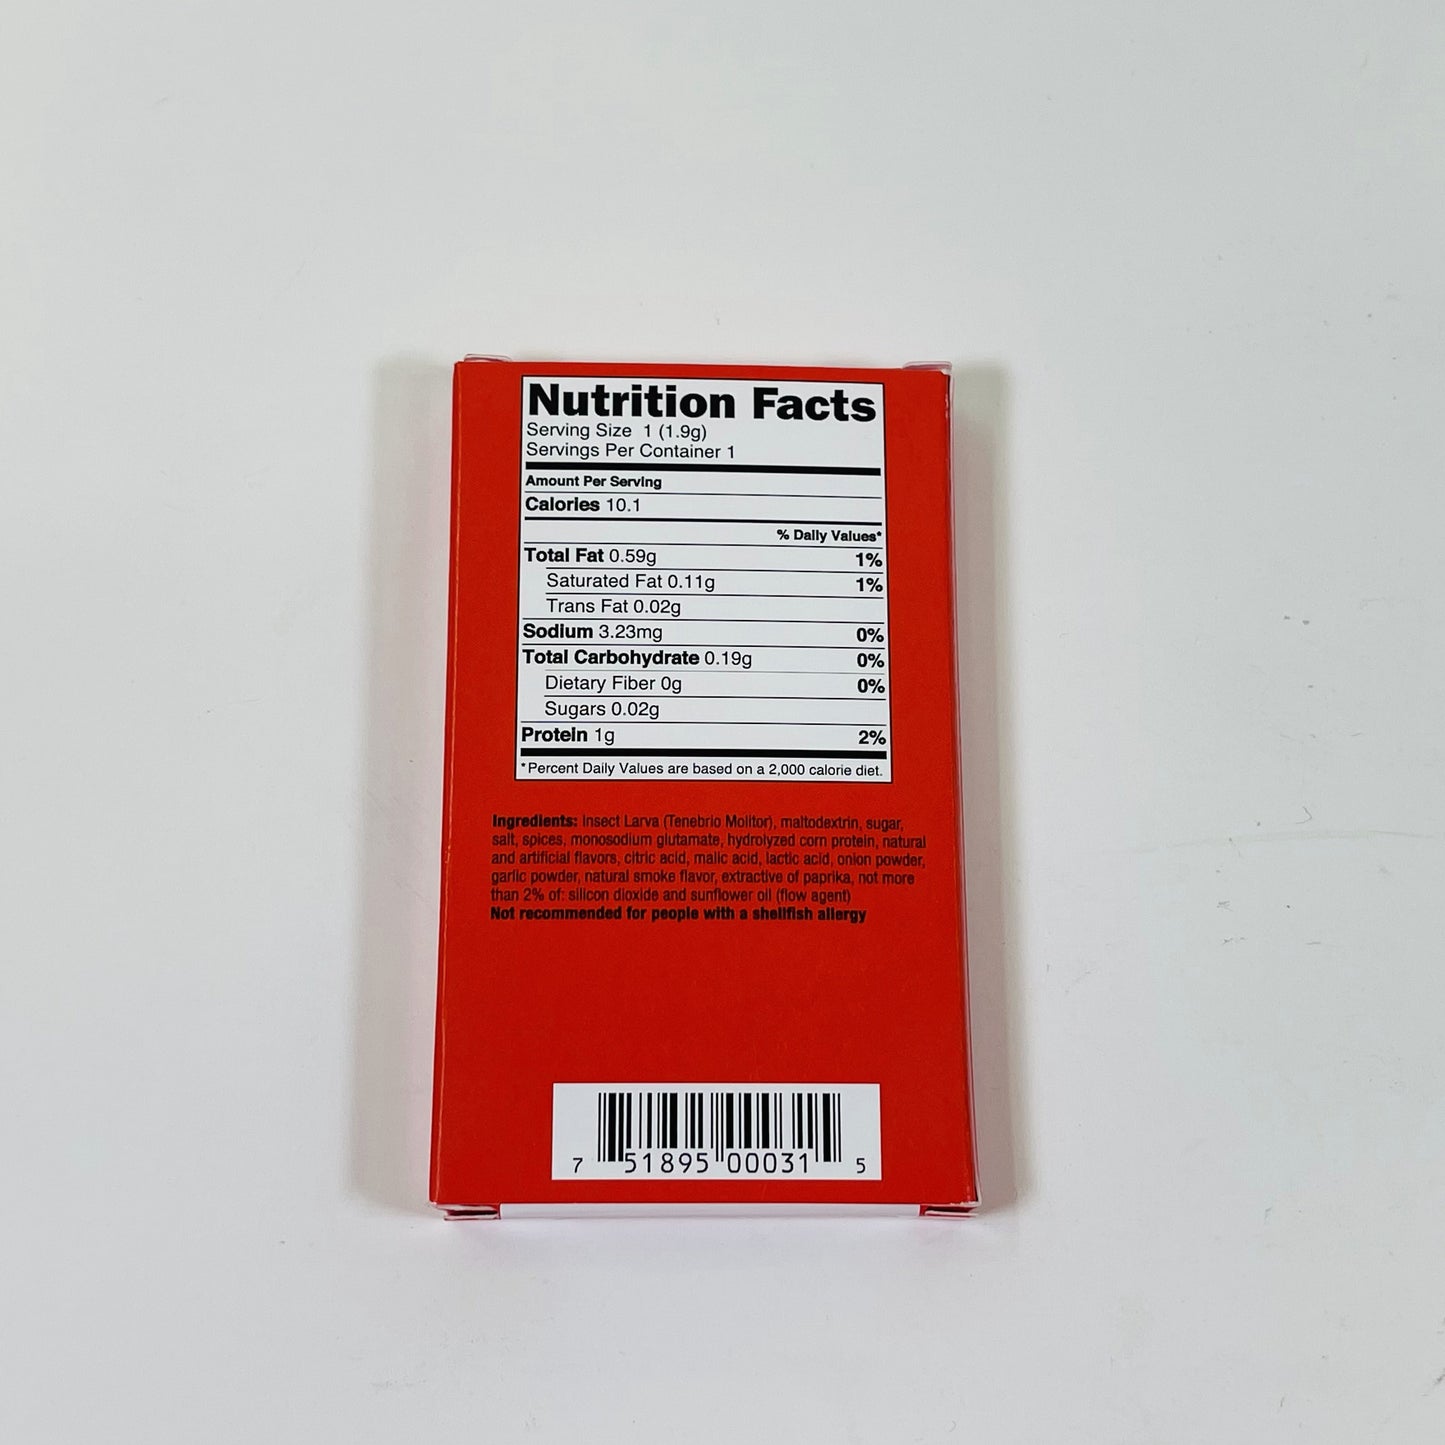 Nutrition Facts
Serving Size 1 (1.9g)
Servings Per Container 1
Amount Per Serving
Calories 10.1
% Daily Values*
Total Fat 0.59g 1%
Saturated Fat 0.11g 1%
Trans Fat 0.02g
Sodium 3.23mg 0%
Total Carbohydrate 0.19g 0%
Dietary Fiber 0g 0%
Sugars 0.02g
Protein 1g 2%
*Percent Daily Values are based on a 2,000 calorie diet.
Ingredients: Insect Larva (Tenebrio Molitor), maltodextrin, sugar,
salt, spices, monosodium glutamate, hydrolyzed corn protein, natural
and artificial flavors, citric acid, malic acid, lactic acid, onion powder,
garlic powder, natural smoke flavor, extractive of paprika, not more
than 2% of: silicon dioxide and sunflower oil (flow agent)
Not recommended for people with a shellfish allergy
7 51895 00031 5